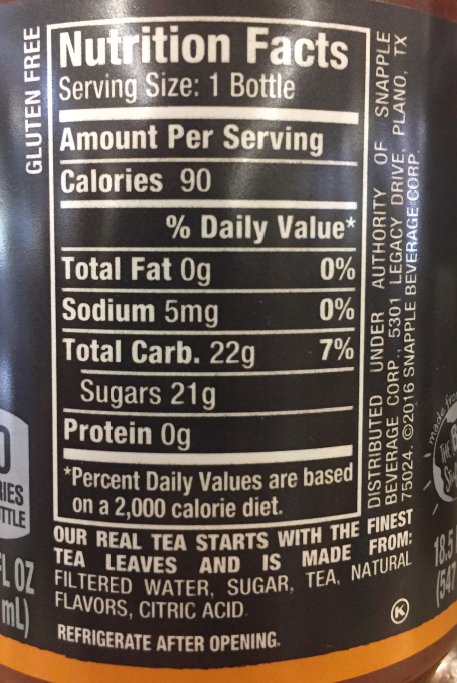 GLUTEN FREE
Nutrition Facts
Serving Size: 1 Bottle
Amount Per Serving
Calories 90
% Daily Value*
Total Fat 0g 0%
Sodium 5mg 0%
Total Carb. 22g 7%
Sugars 21g
Protein 0g
*Percent Daily Values are based
on a 2,000 calorie diet.
DISTRIBUTED UNDER AUTHORITY OF SNAPPLE
BEVERAGE CORP., 5301 LEGACY DRIVE, PLANO, TX
75024. ©2016 SNAPPLE BEVERAGE CORP.
OUR REAL TEA STARTS WITH THE FINEST
TEA LEAVES AND IS MADE FROM:
FILTERED WATER, SUGAR, TEA, NATURAL
FLAVORS, CITRIC ACID.
REFRIGERATE AFTER OPENING.
K
0
RIES
TTLE
FL OZ
mL)
made from
THE
18.5
(547